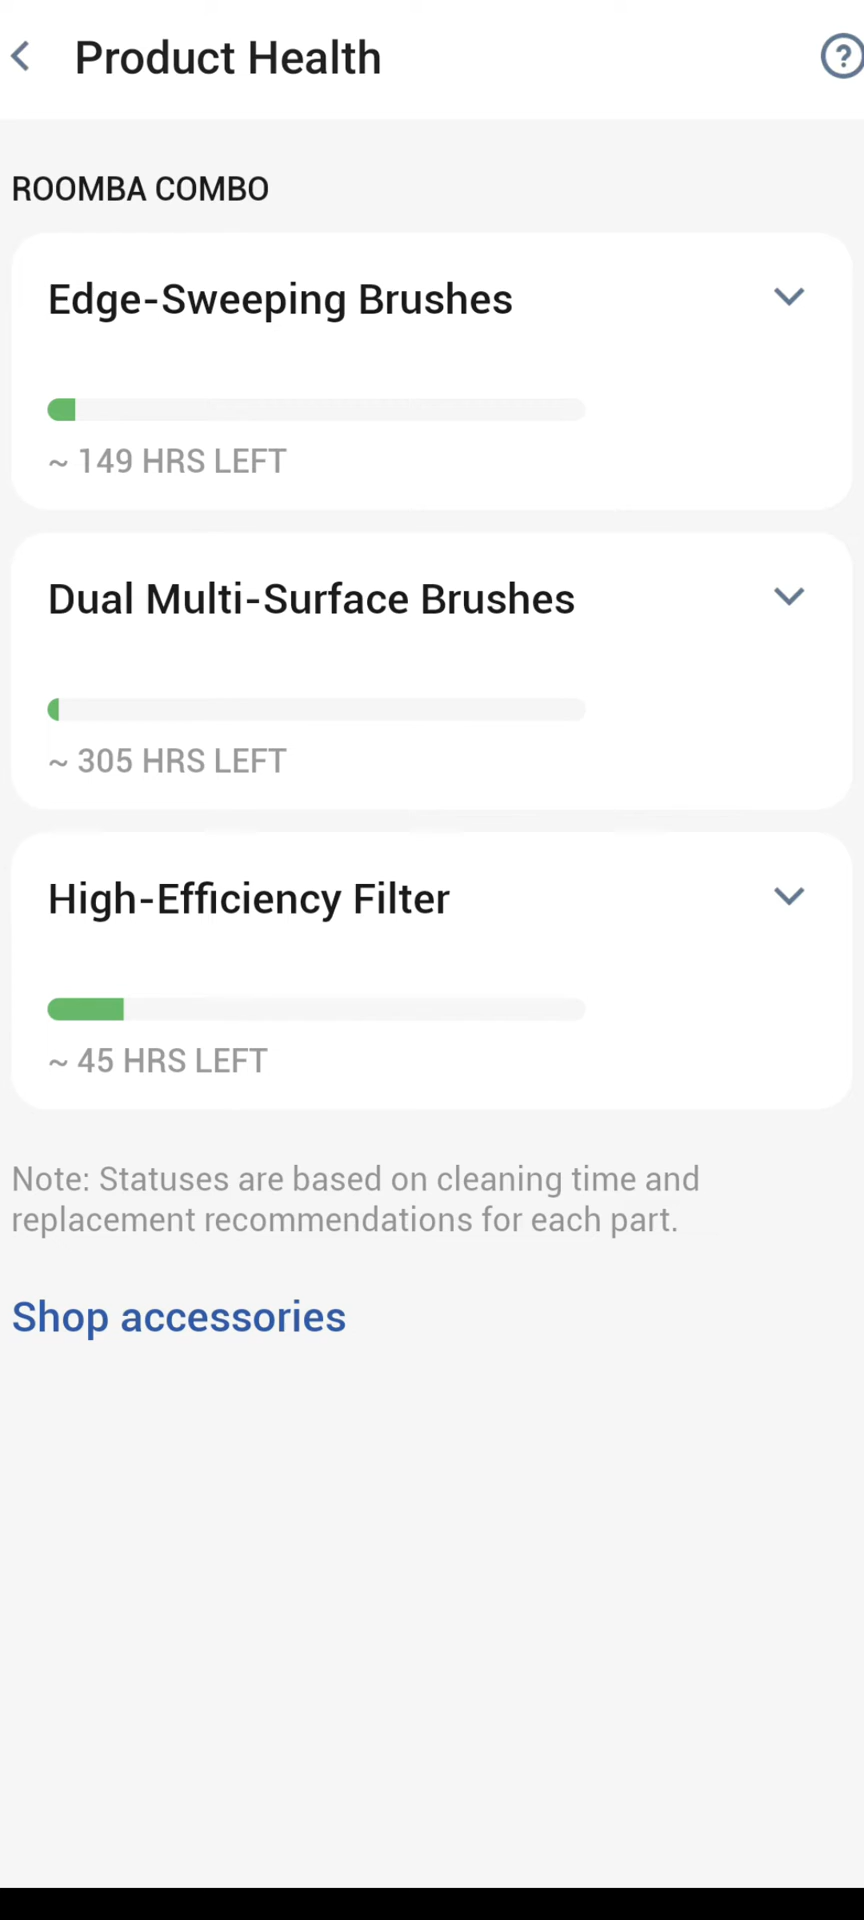 Product Health
ROOMBA COMBO
Edge-Sweeping Brushes
~ 149 HRS LEFT
Dual Multi-Surface Brushes
~ 305 HRS LEFT
High-Efficiency Filter
~ 45 HRS LEFT
Note: Statuses are based on cleaning time and
replacement recommendations for each part.
Shop accessories